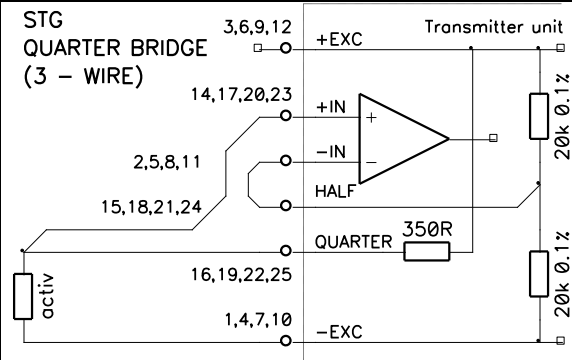 STG
QUARTER BRIDGE
(3 – WIRE)
3,6,9,12
+EXC
Transmitter unit
14,17,20,23
+IN
+
20k 0.1%
2,5,8,11
-IN
-
HALF
15,18,21,24
350R
QUARTER
16,19,22,25
activ
20k 0.1%
1,4,7,10
-EXC